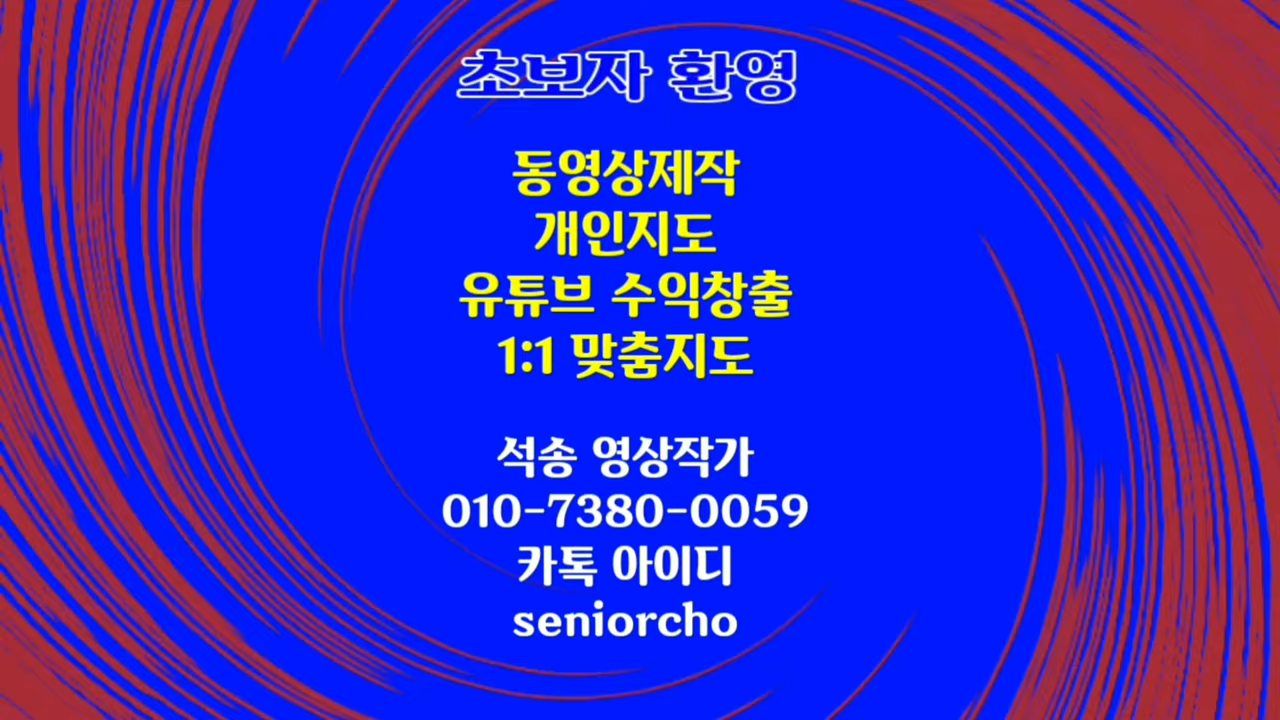 초보자 환영
동영상제작
개인지도
유튜브 수익창출
1:1 맞춤지도
석송 영상작가
010-7380-0059
카톡 아이디
seniorcho